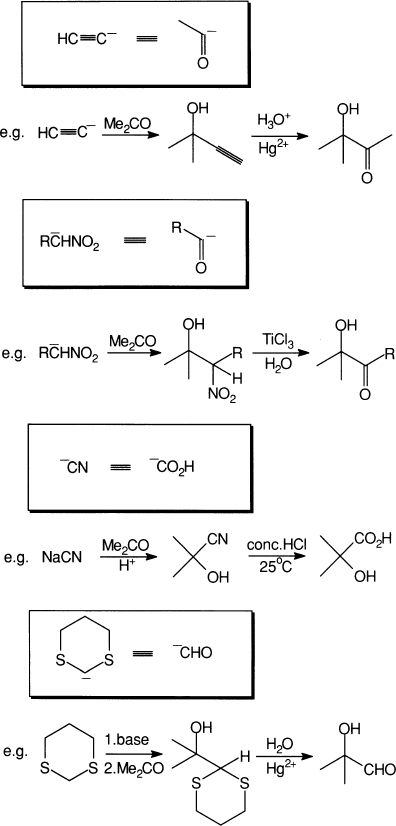 HC≡C⁻ ≡ ⁻ O
OH
e.g. HC≡C⁻ Me₂CO H₃O⁺ Hg²⁺ OH
O
RC̄HNO₂ ≡ R ⁻ O
OH OH
e.g. RC̄HNO₂ Me₂CO R H NO₂ TiCl₃ H₂O R O
⁻CN ≡ ⁻CO₂H
e.g. NaCN Me₂CO H⁺ CN OH conc.HCl 25°C CO₂H OH
S S ⁻ ≡ ⁻CHO
OH OH
e.g. S S 1.base 2.Me₂CO H S S H₂O Hg²⁺ CHO